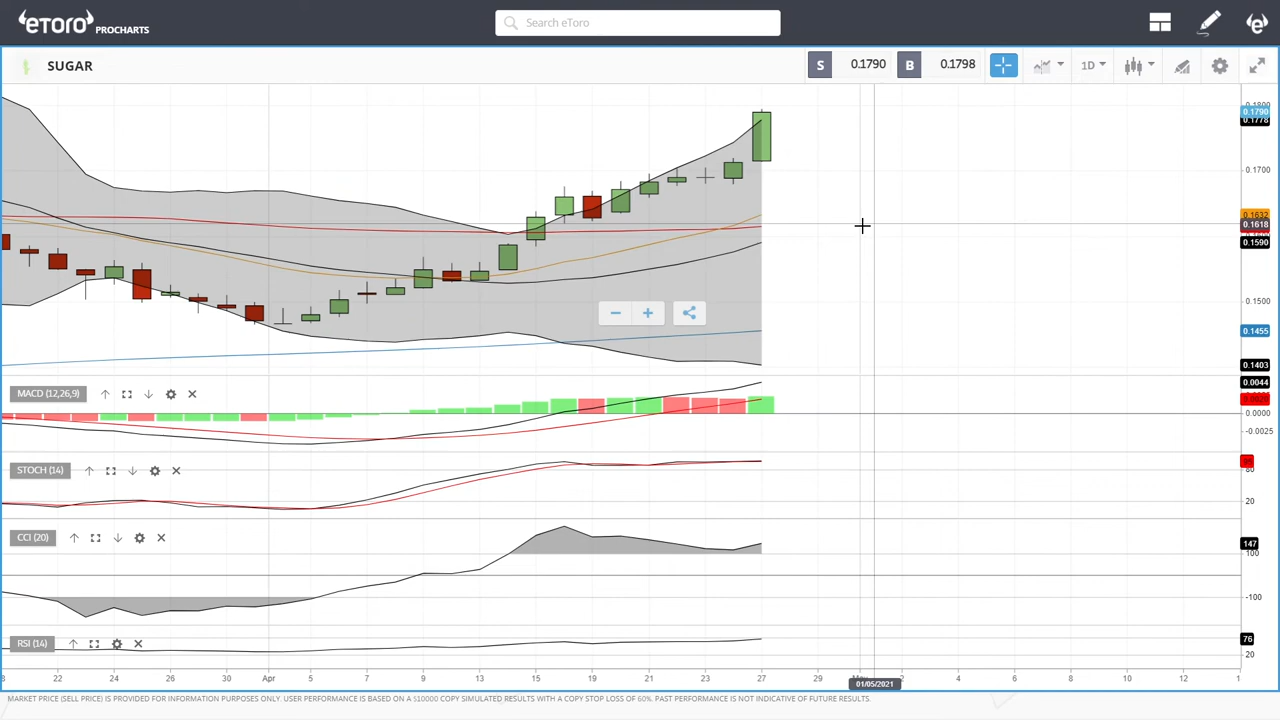 eToro PROCHARTS
Search eToro
SUGAR
S 0.1790 B 0.1798
1D
0.1800
0.1790
0.1778
0.1700
0.1632
0.1618
0.1590
0.1500
0.1455
0.1403
MACD (12,26,9)
0.0044
0.0000
-0.0025
STOCH (14)
80
20
CCI (20)
147
100
-100
RSI (14)
76
20
22 24 26 30 Apr 5 7 9 13 15 19 21 23 27 29 2 4 6 8 10 12 1
01/05/2021
MARKET PRICE (SELL PRICE) IS PROVIDED FOR INFORMATION PURPOSES ONLY. USER PERFORMANCE IS BASED ON A $10000 COPY SIMULATED RESULTS WITH A COPY STOP LOSS OF 60%. PAST PERFORMANCE IS NOT INDICATIVE OF FUTURE RESULTS.